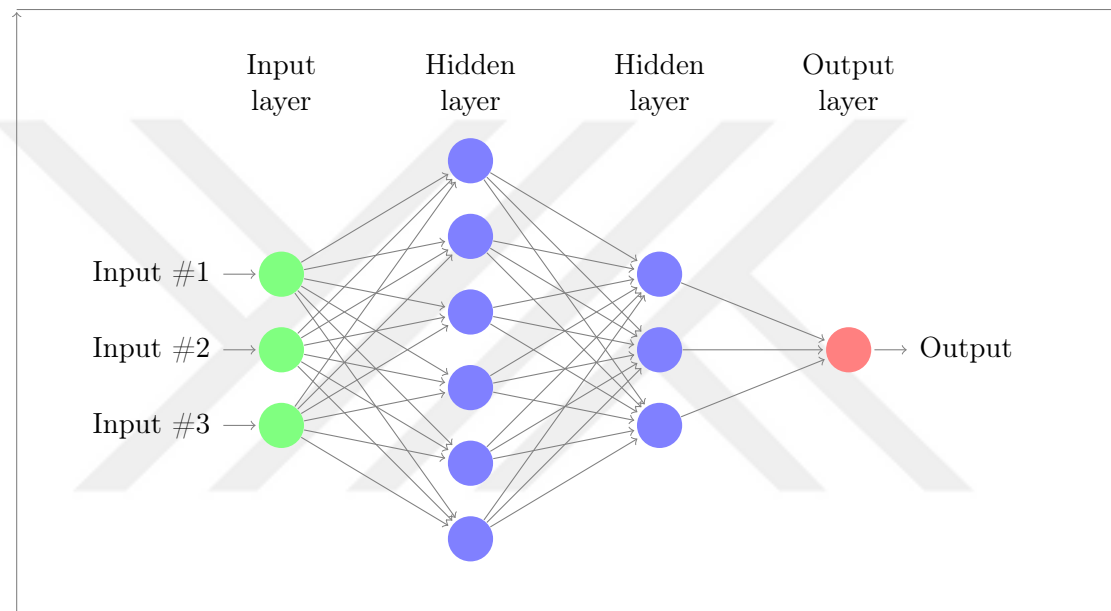 Input
layer
Hidden
layer
Hidden
layer
Output
layer
Input #1
Input #2
Input #3
Output